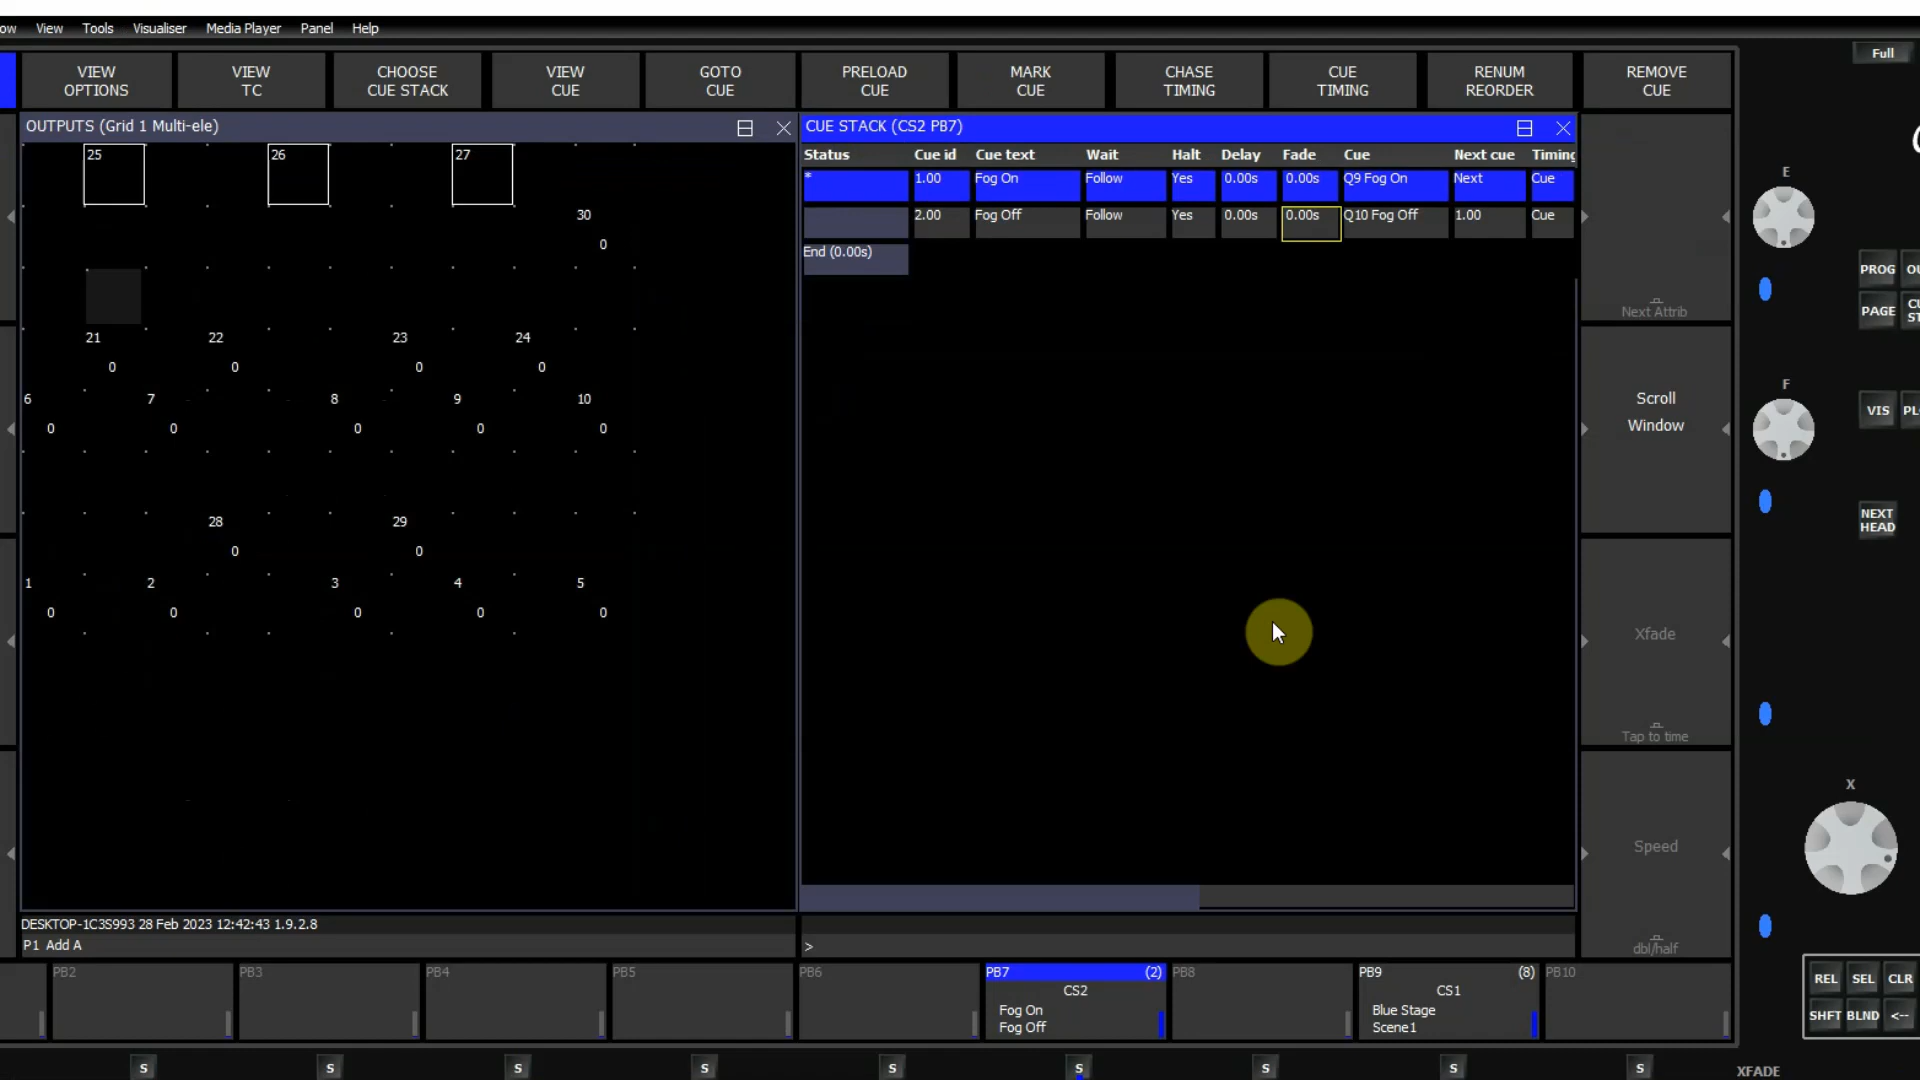 ow View Tools Visualiser Media Player Panel Help
Full
VIEW OPTIONS
VIEW TC
CHOOSE CUE STACK
VIEW CUE
GOTO CUE
PRELOAD CUE
MARK CUE
CHASE TIMING
CUE TIMING
RENUM REORDER
REMOVE CUE
OUTPUTS (Grid 1 Multi-ele)
25 26 27
30
0
21 22 23 24
0 0 0 0
6 7 8 9 10
0 0 0 0 0
28 29
0 0
1 2 3 4 5
0 0 0 0 0
CUE STACK (CS2 PB7)
Status Cue id Cue text Wait Halt Delay Fade Cue Next cue Timing
* 1.00 Fog On Follow Yes 0.00s 0.00s Q9 Fog On Next Cue
2.00 Fog Off Follow Yes 0.00s 0.00s Q10 Fog Off 1.00 Cue
End (0.00s)
Next Attrib
Scroll
Window
Xfade
Tap to time
Speed
dbl/half
E
F
X
PROG OU
PAGE CU ST
VIS PL
NEXT HEAD
REL SEL CLR
SHFT BLND <--
DESKTOP-1C3S993 28 Feb 2023 12:42:43 1.9.2.8
P1 Add A
>
PB2 PB3 PB4 PB5 PB6 PB7 (2) PB8 PB9 (8) PB10
CS2 CS1
Fog On Blue Stage
Fog Off Scene1
S S S S S S S S S XFADE